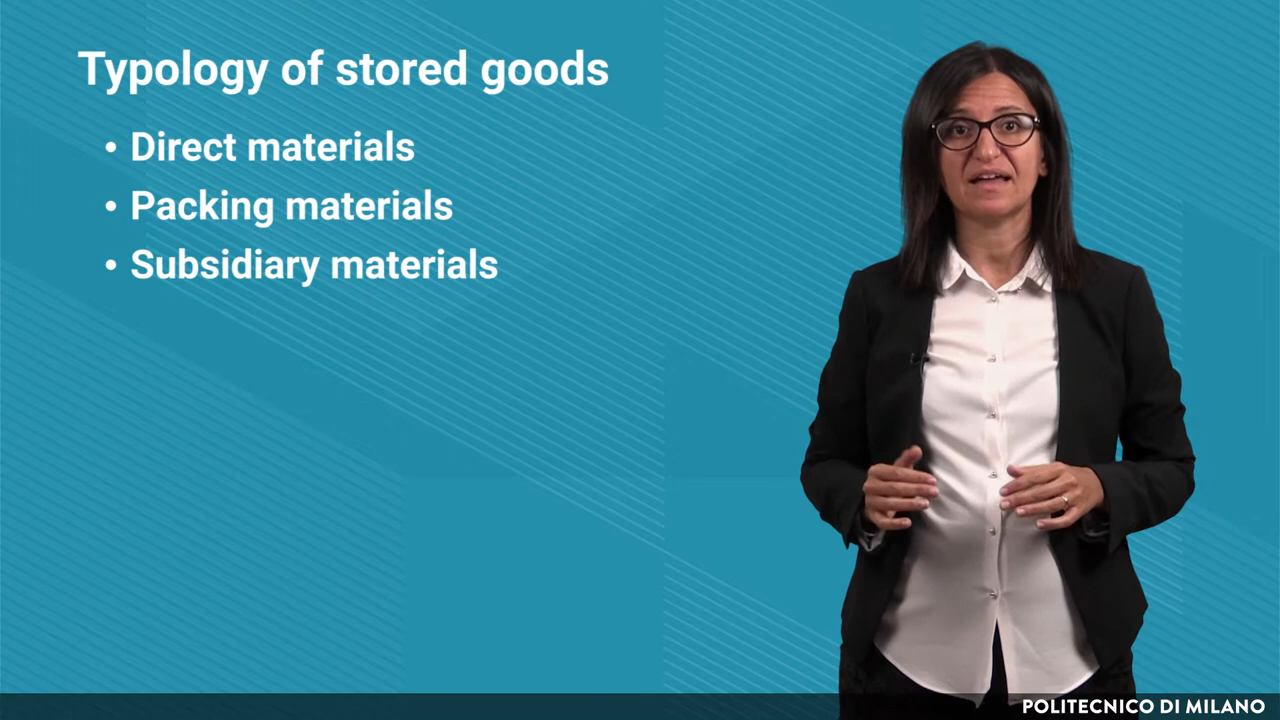 Typology of stored goods
• Direct materials
• Packing materials
• Subsidiary materials
POLITECNICO DI MILANO